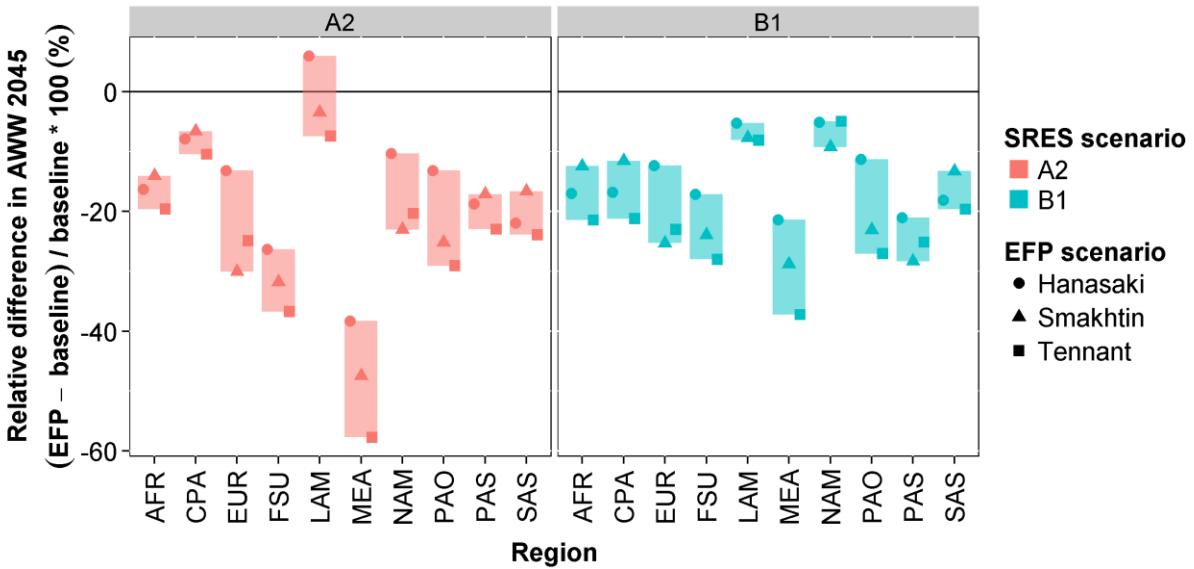 A2
B1
Relative difference in AWW 2045
(EFP − baseline) / baseline * 100 (%)
0
-20
-40
-60
AFR
CPA
EUR
FSU
LAM
MEA
NAM
PAO
PAS
SAS
AFR
CPA
EUR
FSU
LAM
MEA
NAM
PAO
PAS
SAS
Region
SRES scenario
A2
B1
EFP scenario
Hanasaki
Smakhtin
Tennant